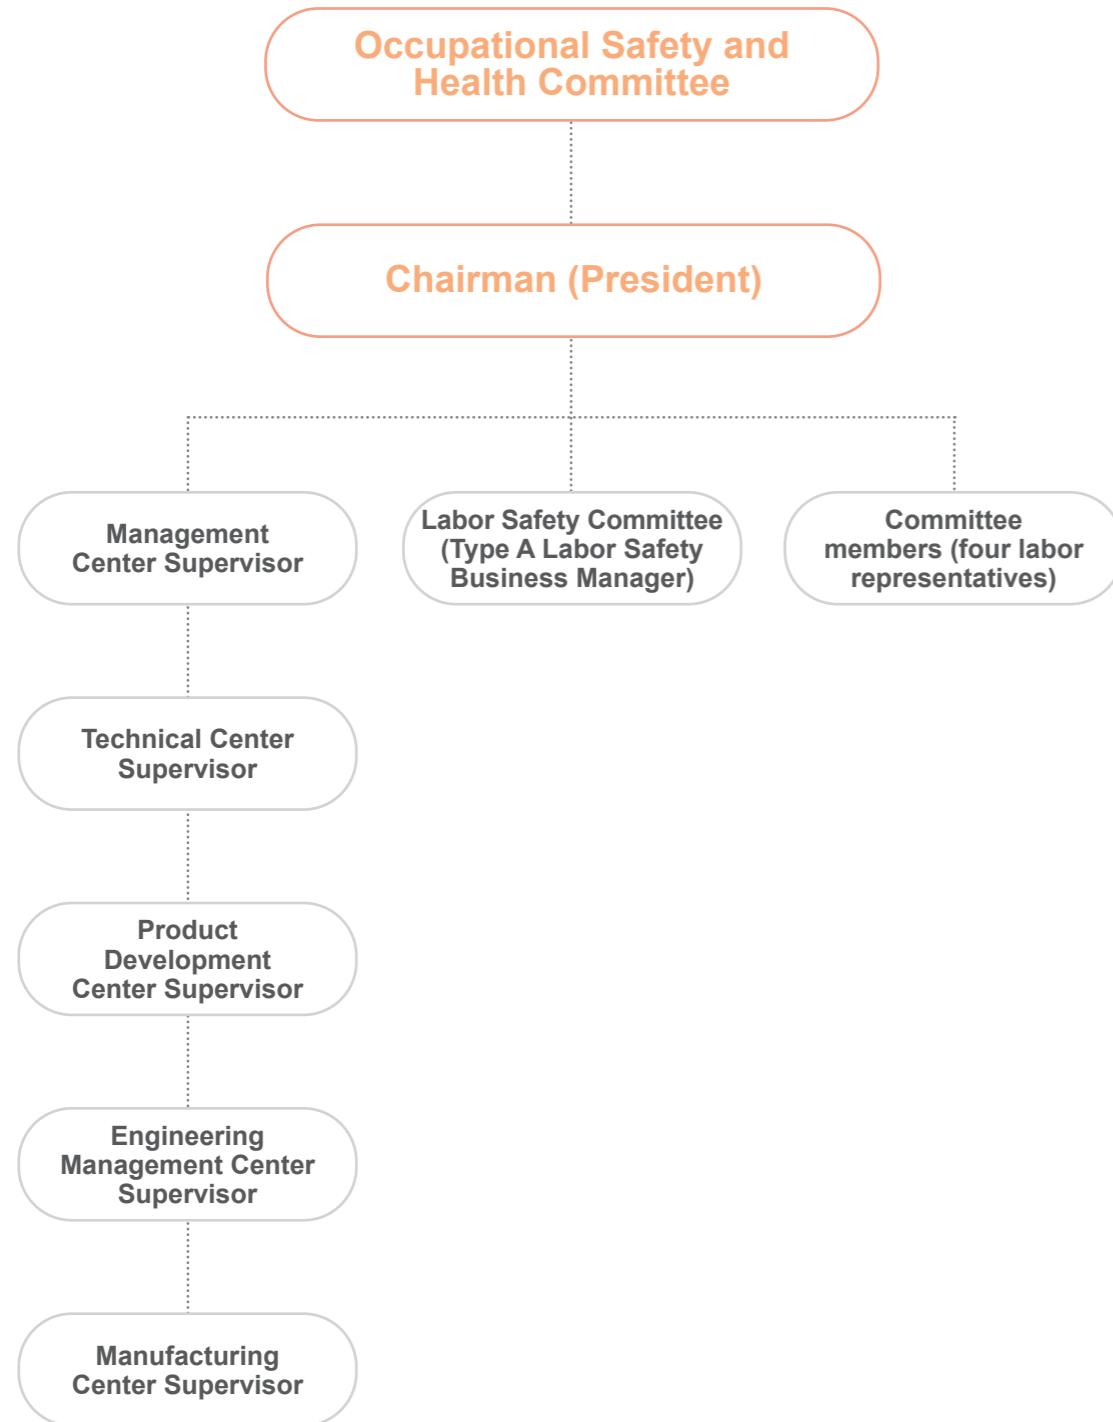 Occupational Safety and
Health Committee
Chairman (President)
Management
Center Supervisor
Labor Safety Committee
(Type A Labor Safety
Business Manager)
Committee
members (four labor
representatives)
Technical Center
Supervisor
Product
Development
Center Supervisor
Engineering
Management Center
Supervisor
Manufacturing
Center Supervisor